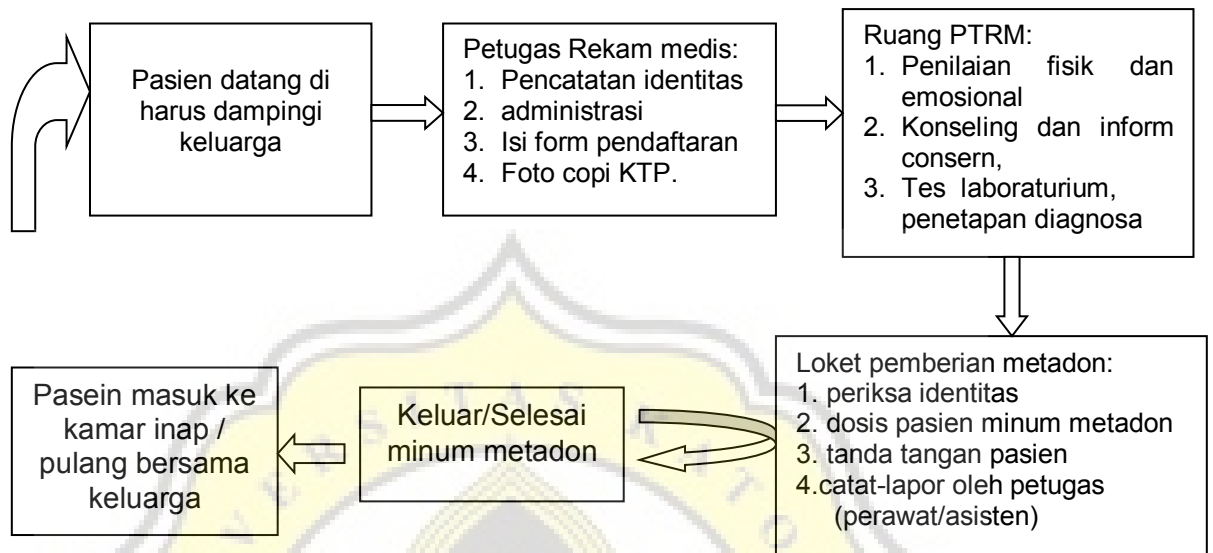 Pasien datang di
harus dampingi
keluarga
Petugas Rekam medis:
1. Pencatatan identitas
2. administrasi
3. Isi form pendaftaran
4. Foto copi KTP.
Ruang PTRM:
1. Penilaian fisik dan
emosional
2. Konseling dan inform
consern,
3. Tes laboraturium,
penetapan diagnosa
Loket pemberian metadon:
1. periksa identitas
2. dosis pasien minum metadon
3. tanda tangan pasien
4.catat-lapor oleh petugas
(perawat/asisten)
Keluar/Selesai
minum metadon
Pasein masuk ke
kamar inap /
pulang bersama
keluarga